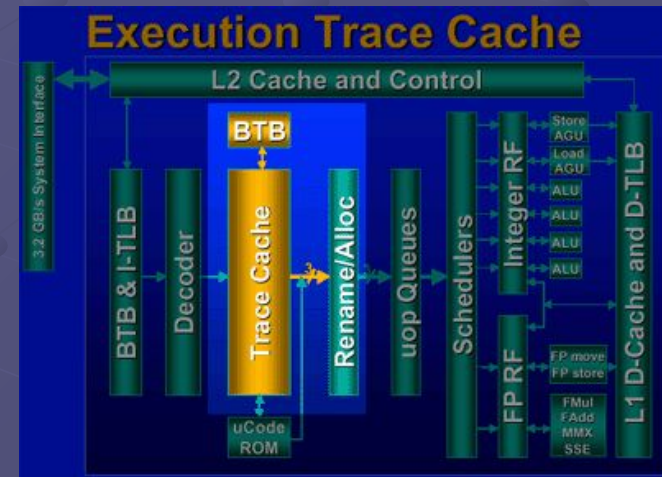 Execution Trace Cache
L2 Cache and Control
3.2 GB/s System Interface
BTB
BTB & I-TLB
Decoder
Trace Cache
3
Rename/Alloc
3
uop Queues
Schedulers
Integer RF
FP RF
Store
AGU
Load
AGU
ALU
ALU
ALU
ALU
FP move
FP store
FMul
FAdd
MMX
SSE
L1 D-Cache and D-TLB
uCode
ROM